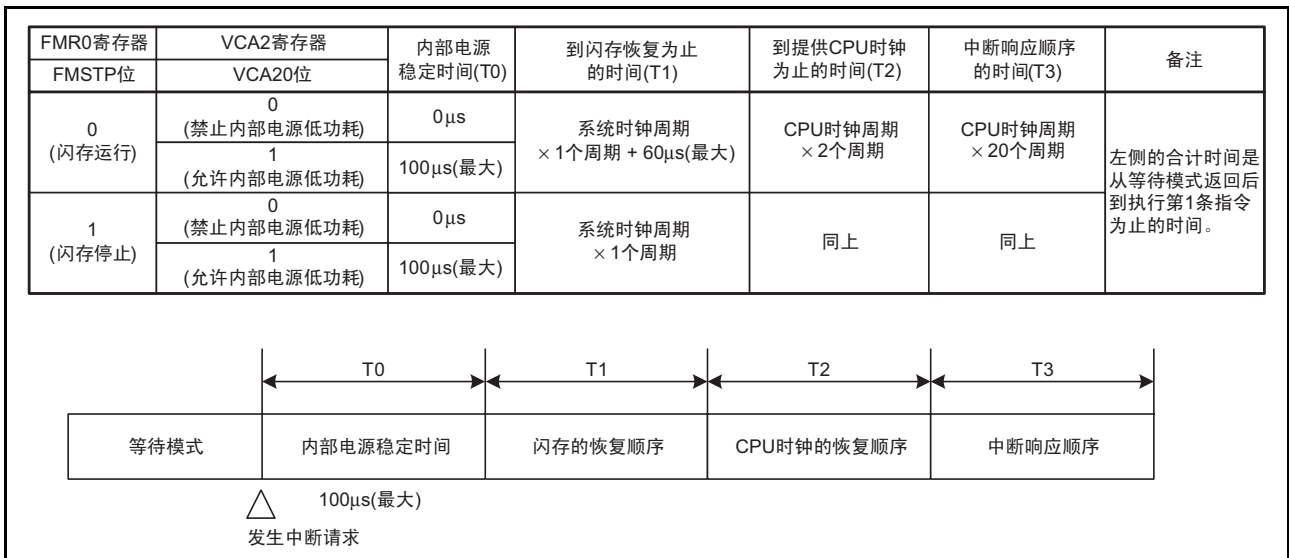 FMR0寄存器
VCA2寄存器
内部电源
稳定时间(T0)
到闪存恢复为止
的时间(T1)
到提供CPU时钟
为止的时间(T2)
中断响应顺序
的时间(T3)
备注
FMSTP位
VCA20位
0
(闪存运行)
0
(禁止内部电源低功耗)
0μs
系统时钟周期
×1个周期 + 60μs(最大)
CPU时钟周期
×2个周期
CPU时钟周期
×20个周期
左侧的合计时间是
从等待模式返回后
到执行第1条指令
为止的时间。
1
(允许内部电源低功耗)
100μs(最大)
1
(闪存停止)
0
(禁止内部电源低功耗)
0μs
系统时钟周期
×1个周期
同上
同上
1
(允许内部电源低功耗)
100μs(最大)
T0
T1
T2
T3
等待模式
内部电源稳定时间
闪存的恢复顺序
CPU时钟的恢复顺序
中断响应顺序
100μs(最大)
发生中断请求